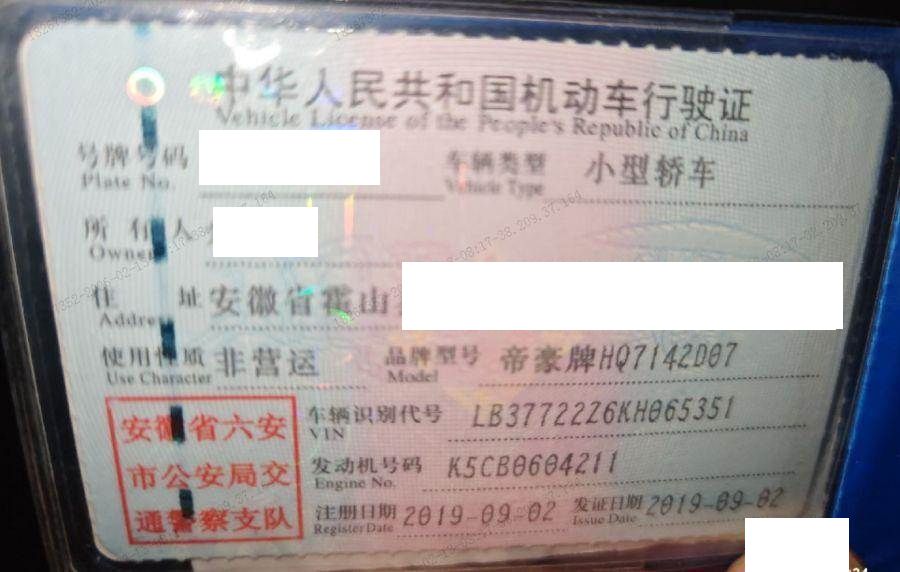 中华人民共和国机动车行驶证
Vehicle License of the People's Republic of China
号牌号码 车辆类型 小型轿车
Plate No. Vehicle Type
所有人
Owner
住址 安徽省霍山
Address
使用性质 非营运 品牌型号 帝豪牌HQ7142D07
Use Character Model
安徽省六安 车辆识别代号 LB37722Z6KH065351
VIN
市公安局交 发动机号码 K5CB0604211
Engine No.
通警察支队 注册日期 2019-09-02 发证日期 2019-09-02
Register Date Issue Date